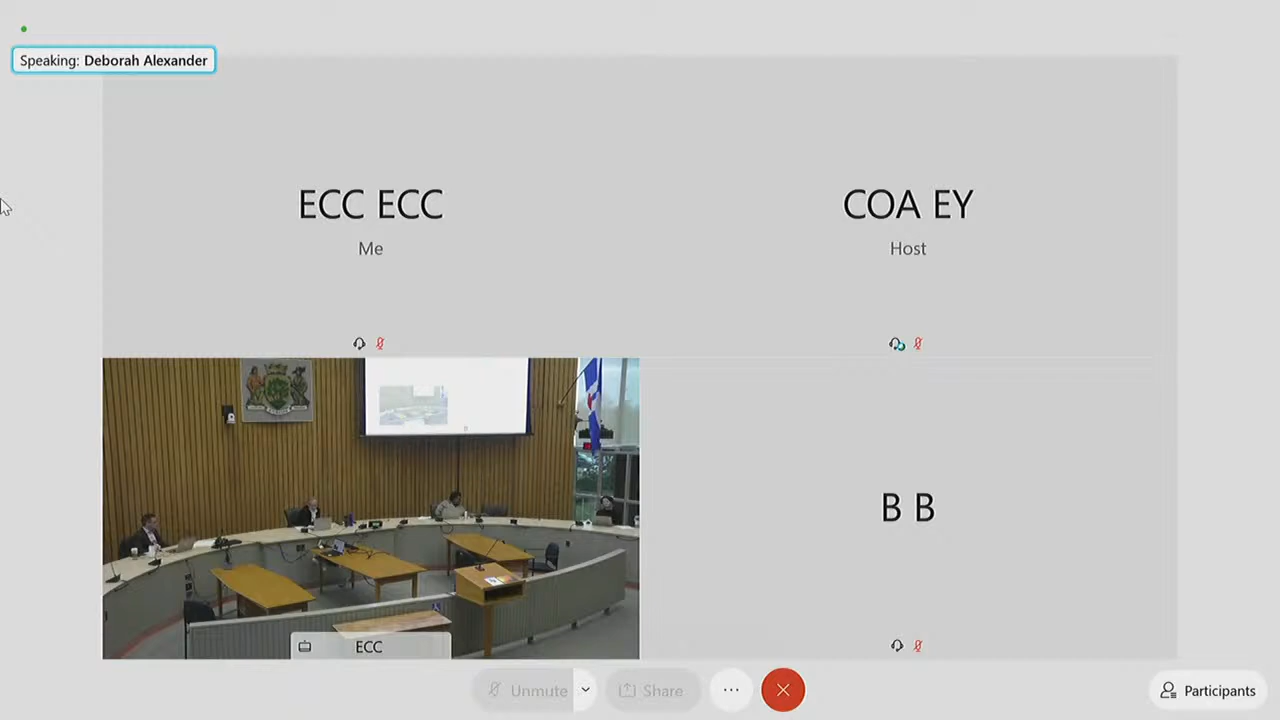 Speaking: Deborah Alexander
ECC ECC
Me
COA EY
Host
B B
ECC
Unmute
Share
Participants